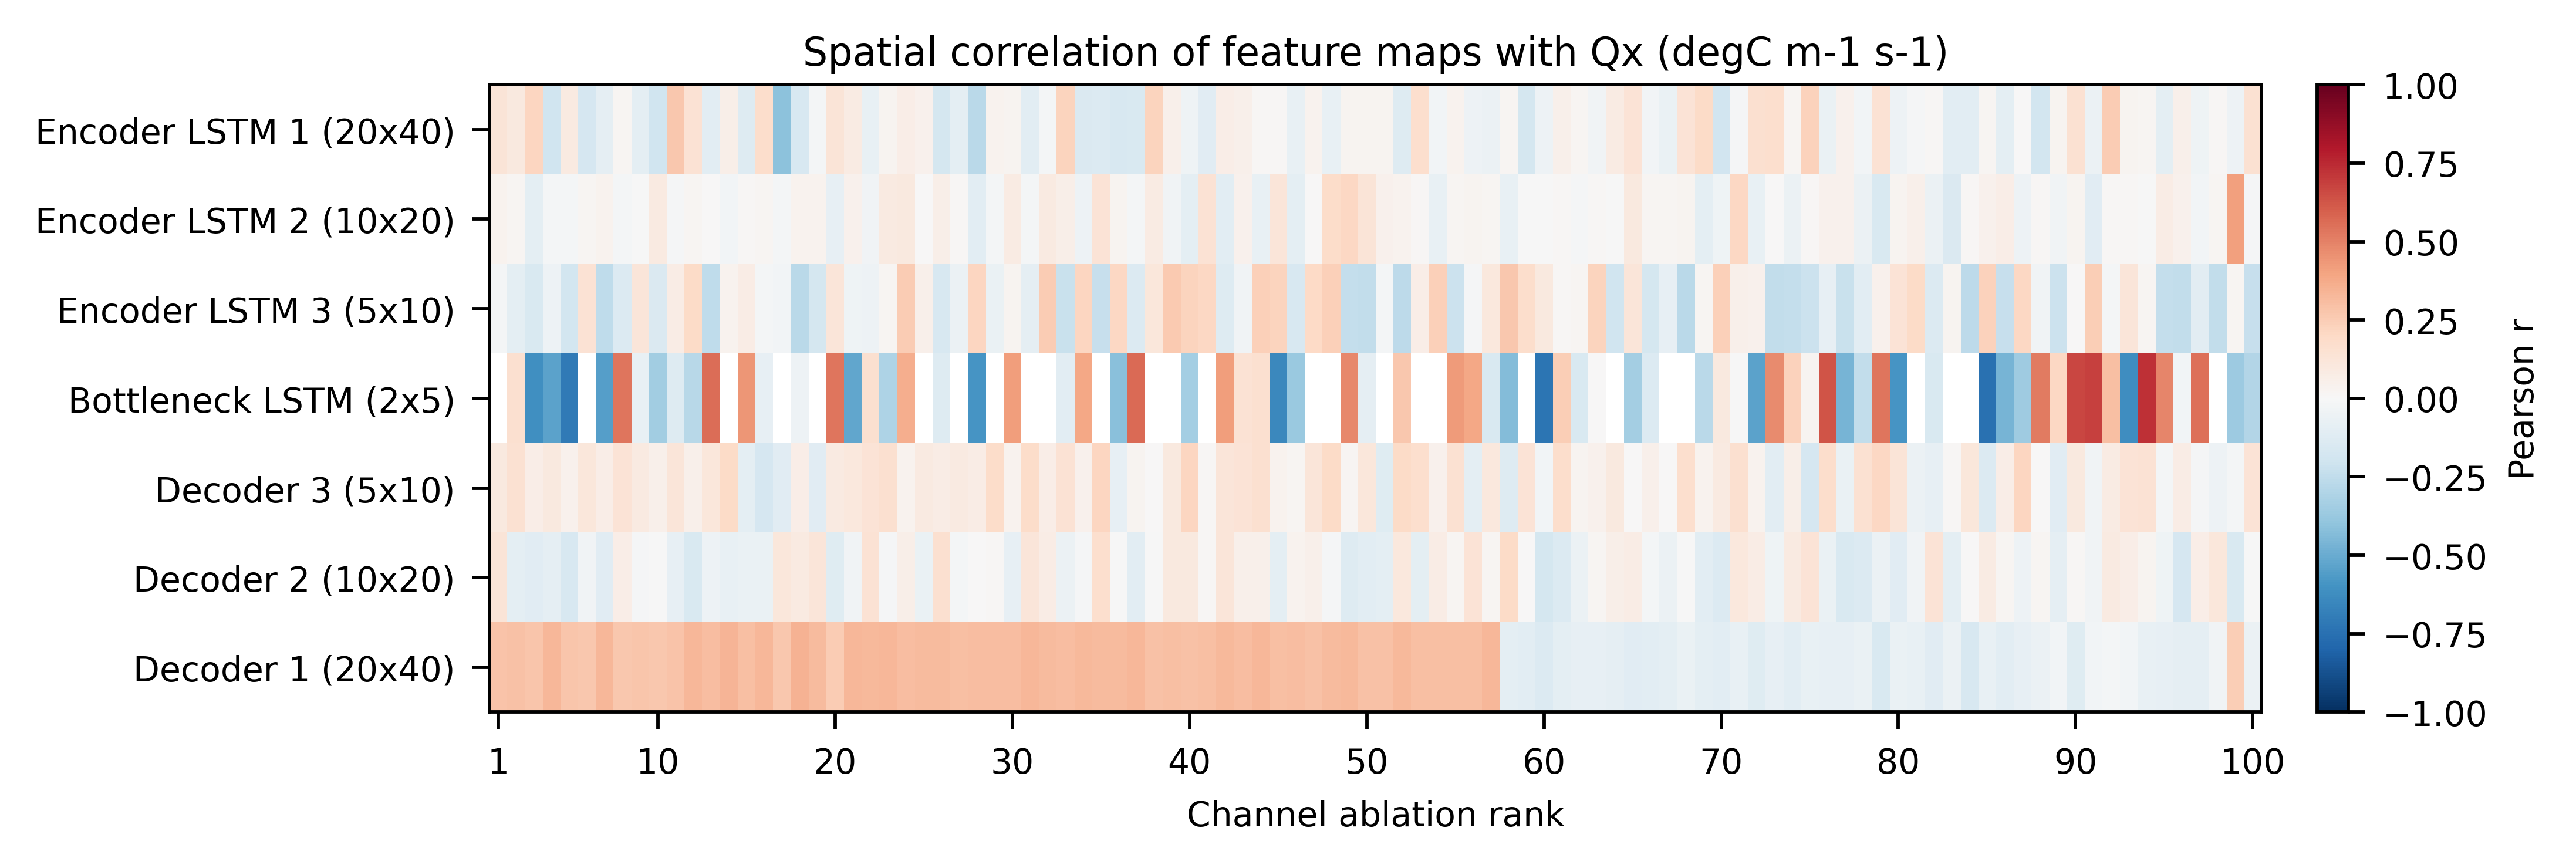 Spatial correlation of feature maps with Qx (degC m-1 s-1)
Encoder LSTM 1 (20x40)
Encoder LSTM 2 (10x20)
Encoder LSTM 3 (5x10)
Bottleneck LSTM (2x5)
Decoder 3 (5x10)
Decoder 2 (10x20)
Decoder 1 (20x40)
1 10 20 30 40 50 60 70 80 90 100
Channel ablation rank
1.00
0.75
0.50
0.25
0.00
−0.25
−0.50
−0.75
−1.00
Pearson r